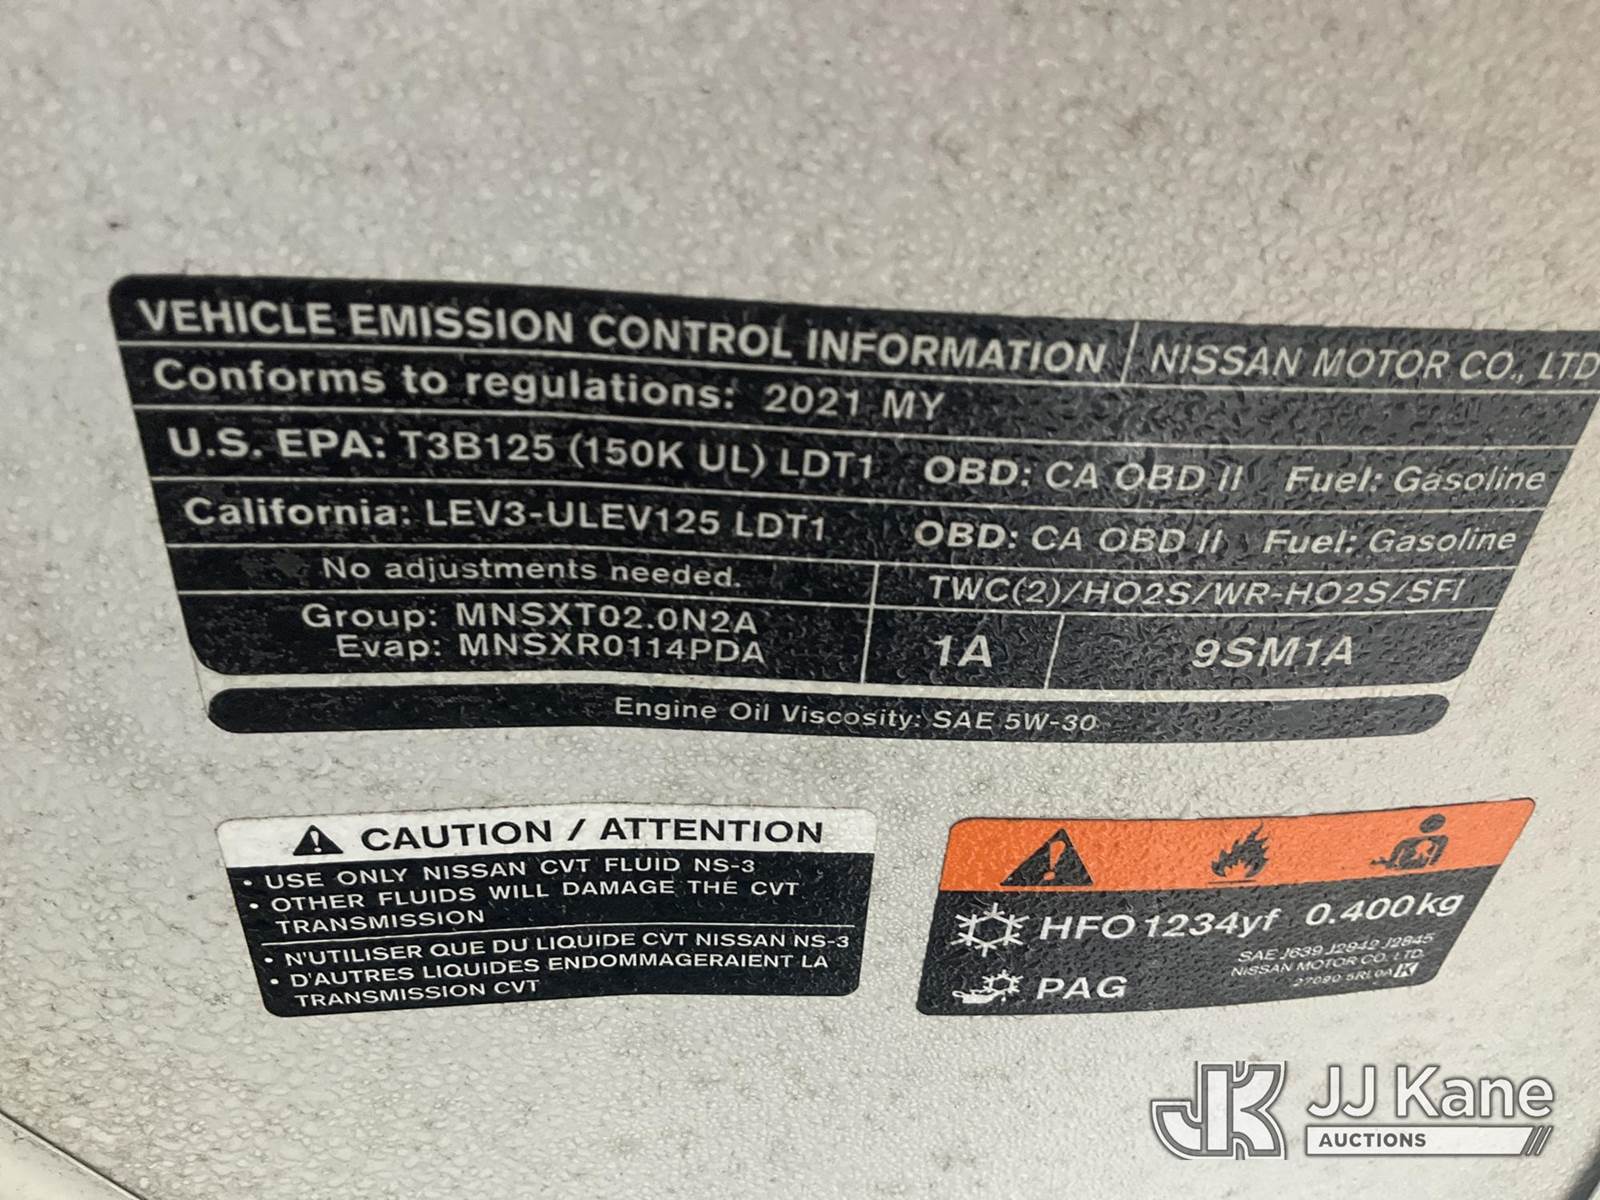 VEHICLE EMISSION CONTROL INFORMATION NISSAN MOTOR CO., LTD
Conforms to regulations: 2021 MY
U.S. EPA: T3B125 (150K UL) LDT1 OBD: CA OBD II Fuel: Gasoline
California: LEV3-ULEV125 LDT1 OBD: CA OBD II Fuel: Gasoline
No adjustments needed. TWC(2)/HO2S/WR-HO2S/SFI
Group: MNSXT02.0N2A
Evap: MNSXR0114PDA
1A 9SM1A
Engine Oil Viscosity: SAE 5W-30
CAUTION / ATTENTION
• USE ONLY NISSAN CVT FLUID NS-3
• OTHER FLUIDS WILL DAMAGE THE CVT
TRANSMISSION
• N'UTILISER QUE DU LIQUIDE CVT NISSAN NS-3
• D'AUTRES LIQUIDES ENDOMMAGERAIENT LA
TRANSMISSION CVT
HFO 1234yf 0.400kg
SAE J639 J2842 J2845
NISSAN MOTOR CO. LTD.
27090 5RL0A K
PAG
JK JJ Kane
AUCTIONS